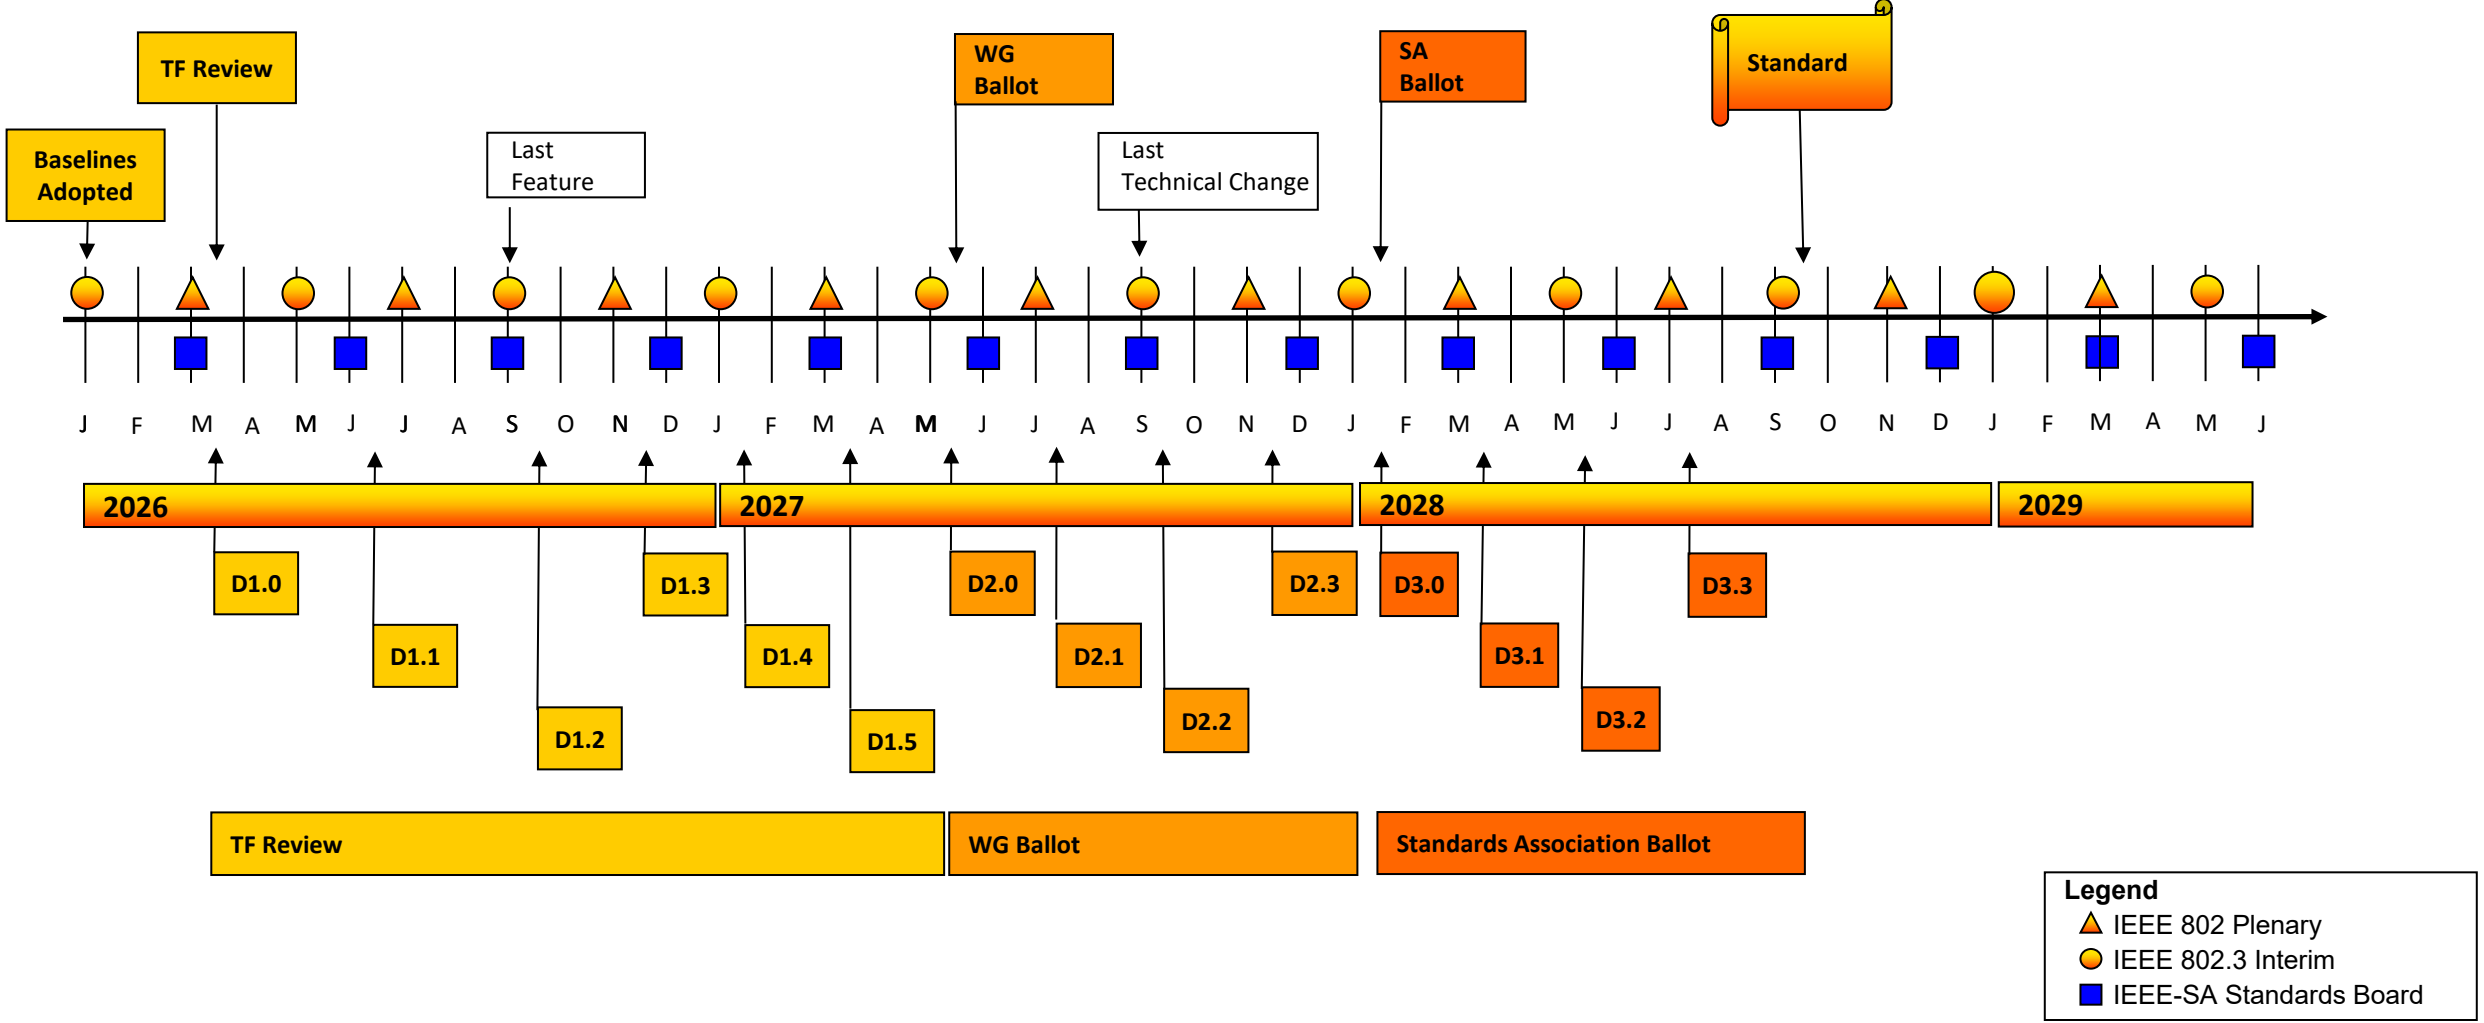 TF Review
WG
Ballot
SA
Ballot
Standard
Baselines
Adopted
Last
Feature
Last
Technical Change
J F M A M J J A S O N D J F M A M J J A S O N D J F M A M J J A S O N D J F M A M J
2026 2027 2028 2029
D1.0 D1.3 D2.0 D2.3 D3.0 D3.3
D1.1 D1.4 D2.1 D3.1
D1.2 D1.5 D2.2 D3.2
TF Review WG Ballot Standards Association Ballot
Legend
IEEE 802 Plenary
IEEE 802.3 Interim
IEEE-SA Standards Board